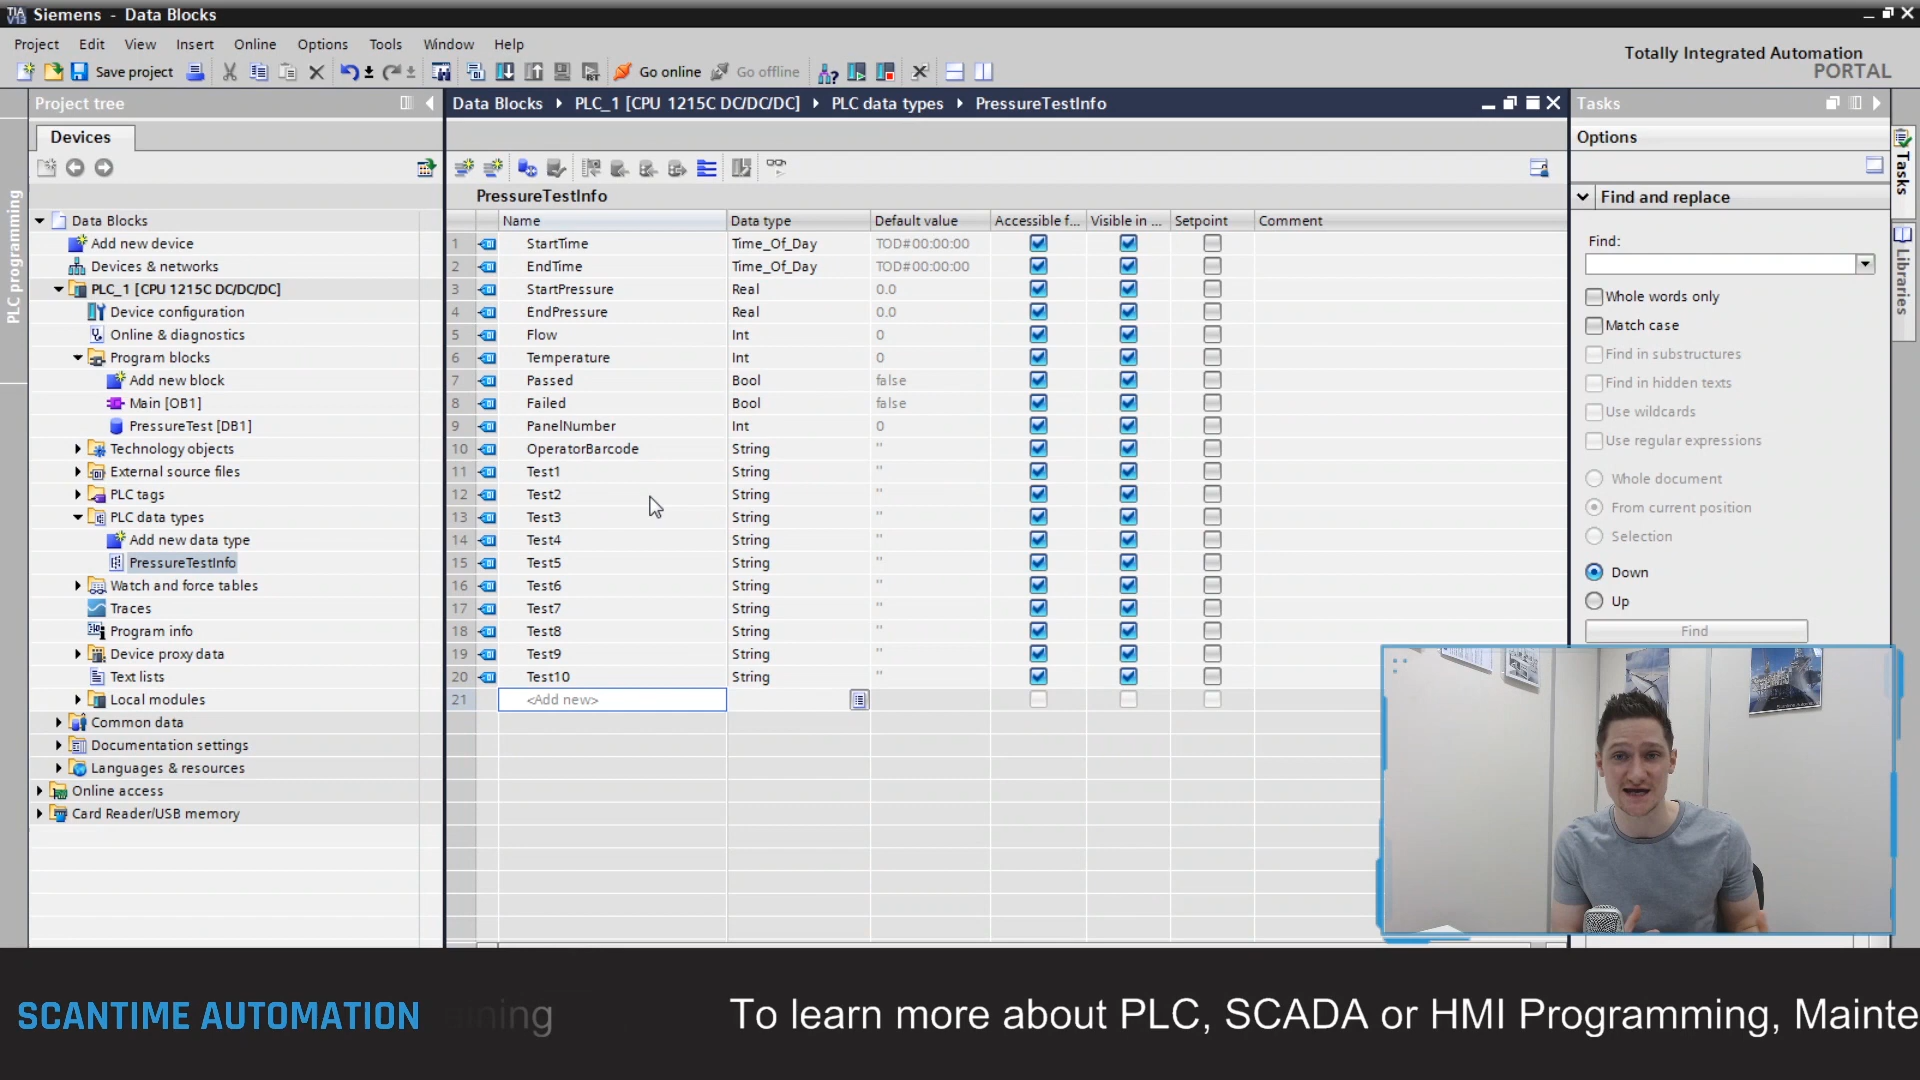 TIA V13 Siemens - Data Blocks
Project Edit View Insert Online Options Tools Window Help
Totally Integrated Automation
PORTAL
Save project Go online Go offline
Project tree
Data Blocks PLC_1 [CPU 1215C DC/DC/DC] PLC data types PressureTestInfo
Tasks
Devices
Options
PLC programming
Tasks
Libraries
PressureTestInfo
Find and replace
Name Data type Default value Accessible f... Visible in ... Setpoint Comment
1 StartTime Time_Of_Day TOD#00:00:00
2 EndTime Time_Of_Day TOD#00:00:00
3 StartPressure Real 0.0
4 EndPressure Real 0.0
5 Flow Int 0
6 Temperature Int 0
7 Passed Bool false
8 Failed Bool false
9 PanelNumber Int 0
10 OperatorBarcode String ''
11 Test1 String ''
12 Test2 String ''
13 Test3 String ''
14 Test4 String ''
15 Test5 String ''
16 Test6 String ''
17 Test7 String ''
18 Test8 String ''
19 Test9 String ''
20 Test10 String ''
21 <Add new>
Data Blocks
Add new device
Devices & networks
PLC_1 [CPU 1215C DC/DC/DC]
Device configuration
Online & diagnostics
Program blocks
Add new block
Main [OB1]
PressureTest [DB1]
Technology objects
External source files
PLC tags
PLC data types
Add new data type
PressureTestInfo
Watch and force tables
Traces
Program info
Device proxy data
Text lists
Local modules
Common data
Documentation settings
Languages & resources
Online access
Card Reader/USB memory
Find:
Whole words only
Match case
Find in substructures
Find in hidden texts
Use wildcards
Use regular expressions
Whole document
From current position
Selection
Down
Up
Find
SCANTIME AUTOMATION
aining To learn more about PLC, SCADA or HMI Programming, Mainte